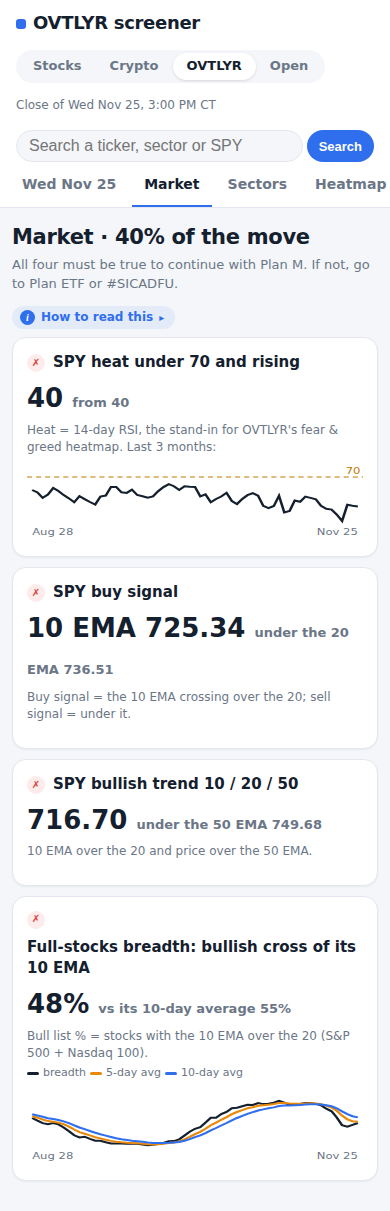 OVTLYR screener
Stocks Crypto OVTLYR Open
Close of Wed Nov 25, 3:00 PM CT
Search a ticker, sector or SPY Search
Wed Nov 25 Market Sectors Heatmap
Market · 40% of the move
All four must be true to continue with Plan M. If not, go
to Plan ETF or #SICADFU.
i How to read this ▸
✗ SPY heat under 70 and rising
40 from 40
Heat = 14-day RSI, the stand-in for OVTLYR's fear &
greed heatmap. Last 3 months:
70
Aug 28 Nov 25
✗ SPY buy signal
10 EMA 725.34 under the 20
EMA 736.51
Buy signal = the 10 EMA crossing over the 20; sell
signal = under it.
✗ SPY bullish trend 10 / 20 / 50
716.70 under the 50 EMA 749.68
10 EMA over the 20 and price over the 50 EMA.
✗
Full-stocks breadth: bullish cross of its
10 EMA
48% vs its 10-day average 55%
Bull list % = stocks with the 10 EMA over the 20 (S&P
500 + Nasdaq 100).
breadth 5-day avg 10-day avg
Aug 28 Nov 25